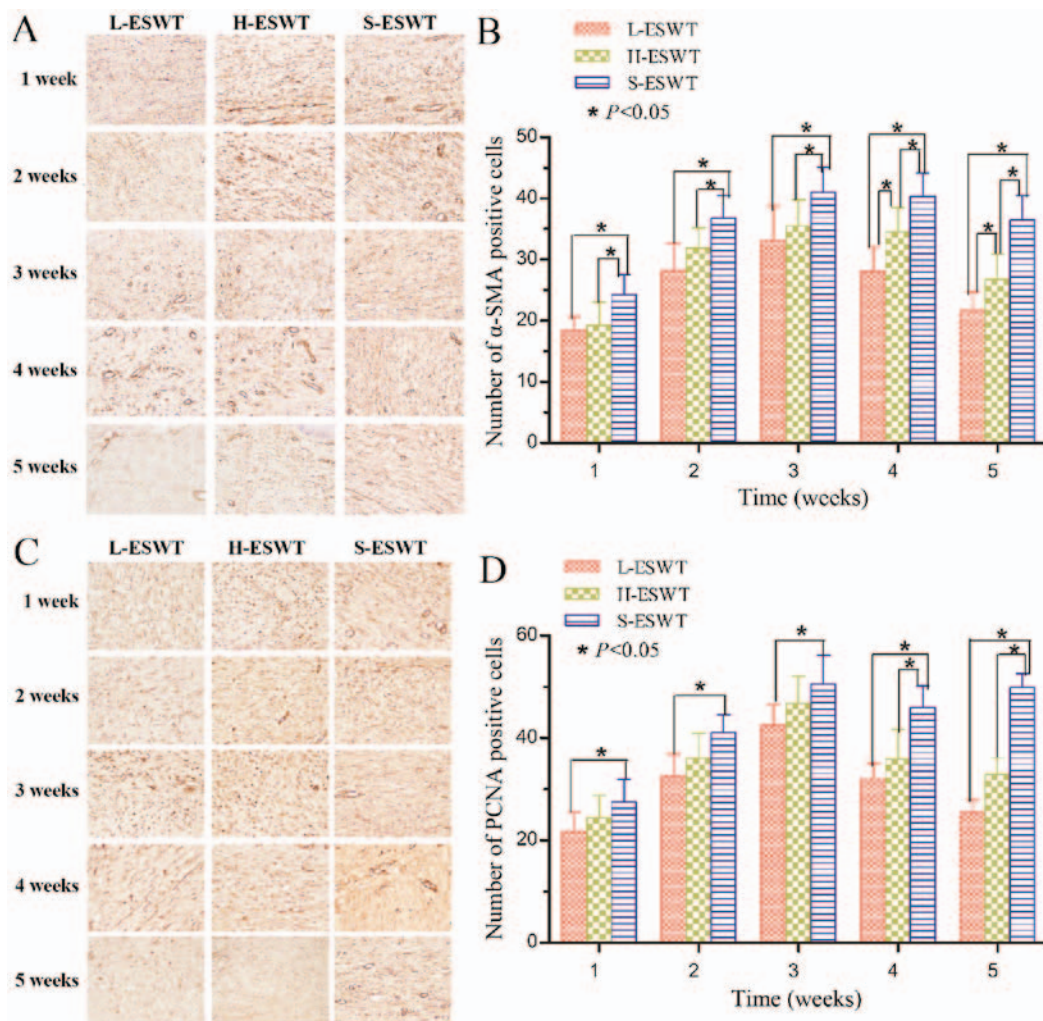 A
L-ESWT H-ESWT S-ESWT
1 week
2 weeks
3 weeks
4 weeks
5 weeks
B
L-ESWT
H-ESWT
S-ESWT
* P<0.05
Number of α-SMA positive cells
50
40
30
20
10
0
* * * * * * * * * * * *
1 2 3 4 5
Time (weeks)
C
L-ESWT H-ESWT S-ESWT
1 week
2 weeks
3 weeks
4 weeks
5 weeks
D
L-ESWT
H-ESWT
S-ESWT
* P<0.05
Number of PCNA positive cells
60
40
20
0
* * * * * * *
1 2 3 4 5
Time (weeks)